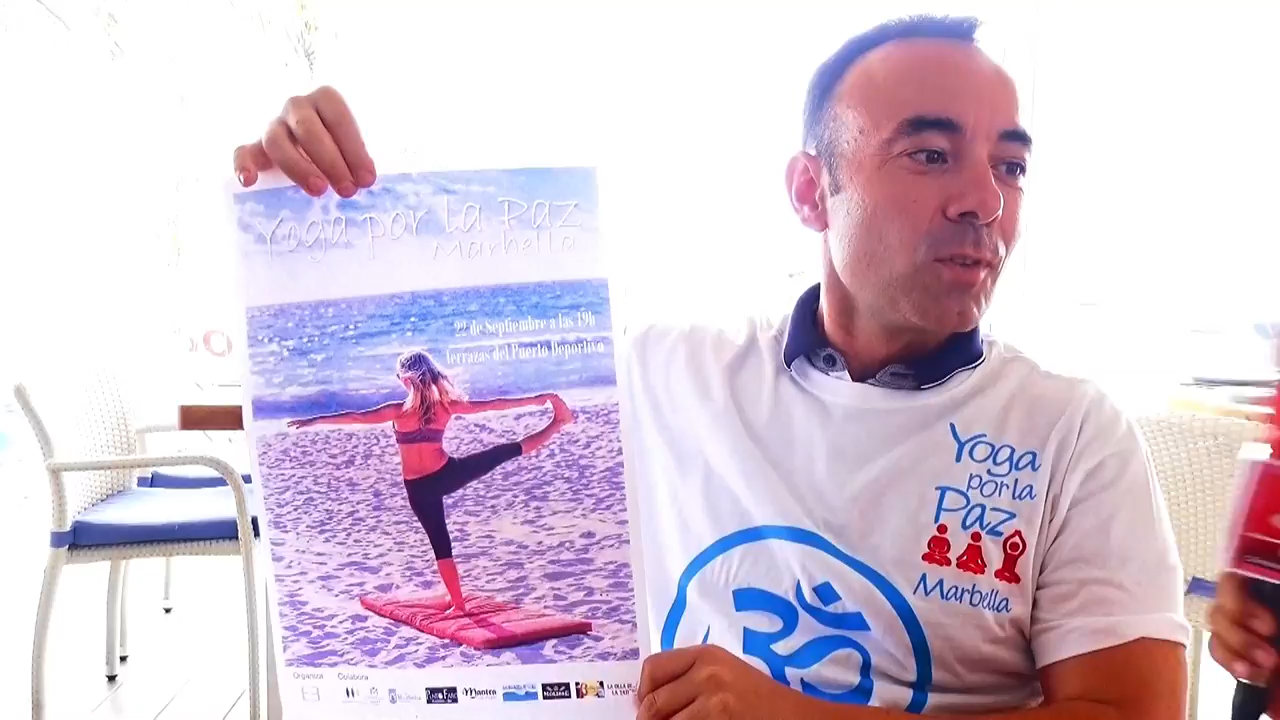 Yoga por la Paz
Marbella
22 de Septiembre a las 19h
terrazas del Puerto Deportivo
Organiza
Colabora
Mantra
Yoga
por la
Paz
Marbella
ॐ